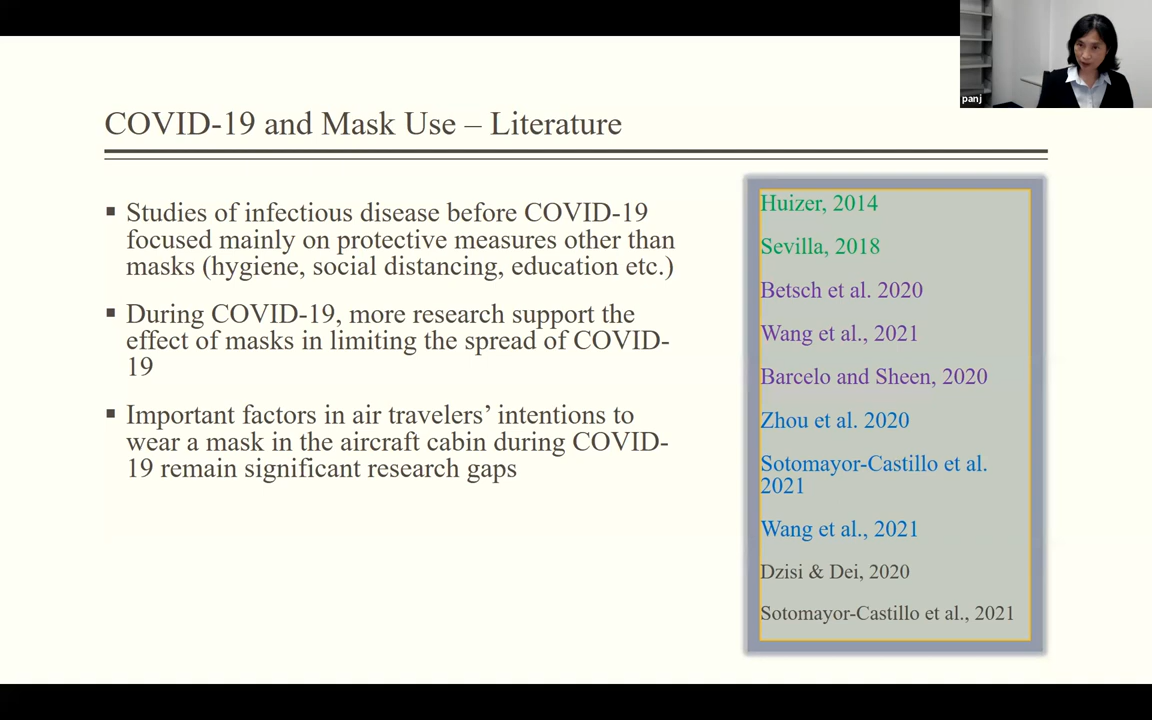 panj
COVID-19 and Mask Use – Literature
▪ Studies of infectious disease before COVID-19
focused mainly on protective measures other than
masks (hygiene, social distancing, education etc.)
▪ During COVID-19, more research support the
effect of masks in limiting the spread of COVID-
19
▪ Important factors in air travelers’ intentions to
wear a mask in the aircraft cabin during COVID-
19 remain significant research gaps
Huizer, 2014
Sevilla, 2018
Betsch et al. 2020
Wang et al., 2021
Barcelo and Sheen, 2020
Zhou et al. 2020
Sotomayor-Castillo et al.
2021
Wang et al., 2021
Dzisi & Dei, 2020
Sotomayor-Castillo et al., 2021